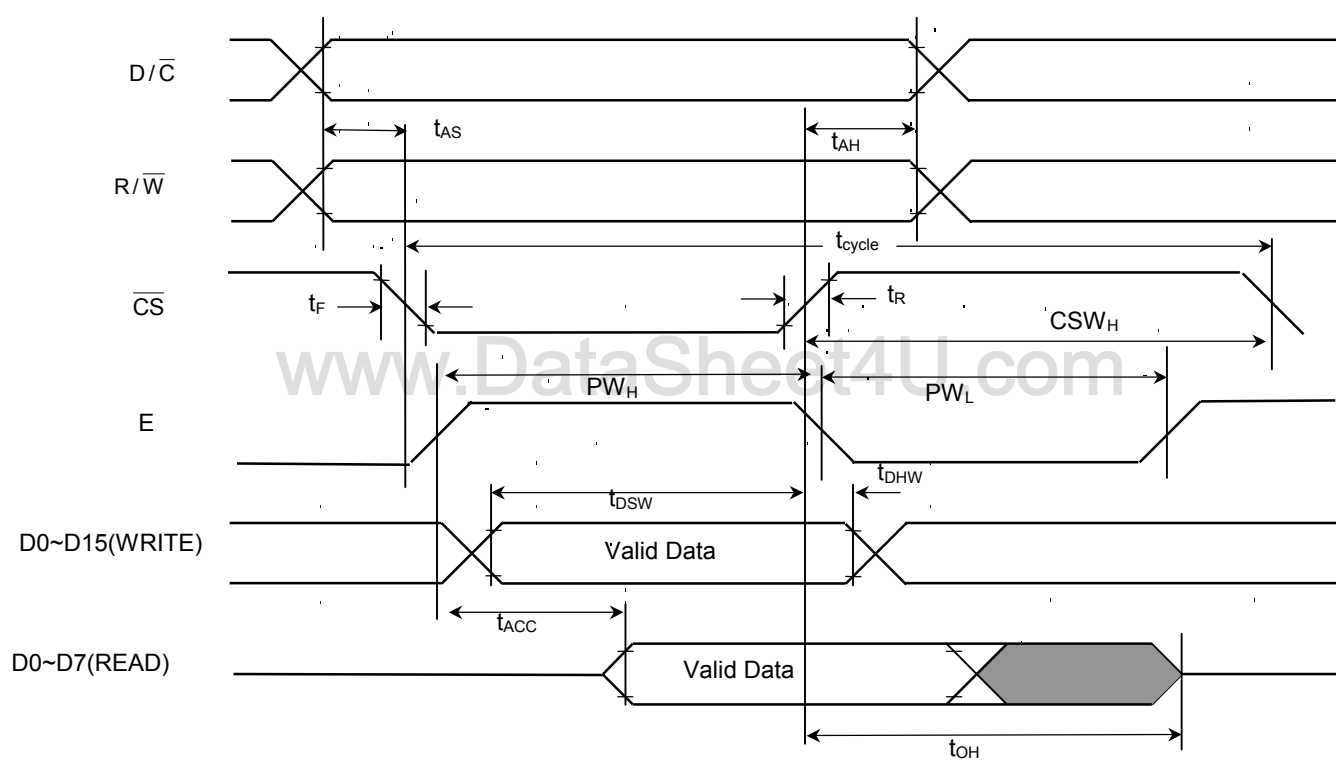 D/C̅
tAS
tAH
R/W̅
tcycle
C̅S̅
tF
tR
CSWH
www.DataSheet4U.com
PWH
PWL
E
tDHW
tDSW
D0~D15(WRITE)
Valid Data
tACC
D0~D7(READ)
Valid Data
tOH